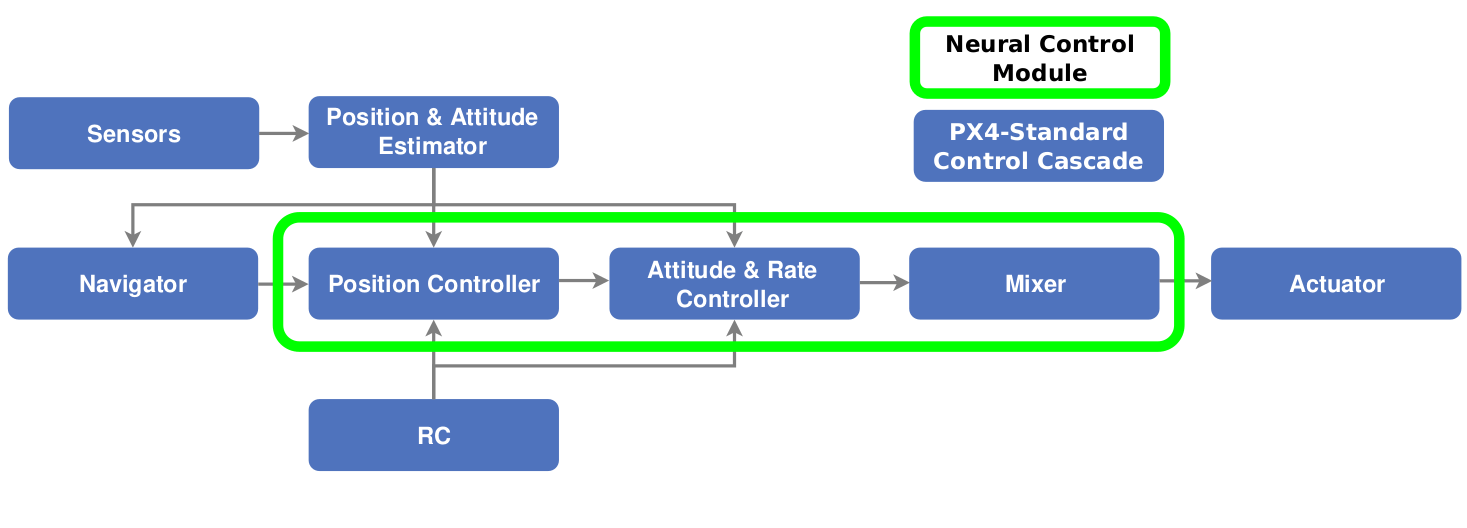 Neural Control
Module
Sensors
Position & Attitude
Estimator
PX4-Standard
Control Cascade
Navigator
Position Controller
Attitude & Rate
Controller
Mixer
Actuator
RC